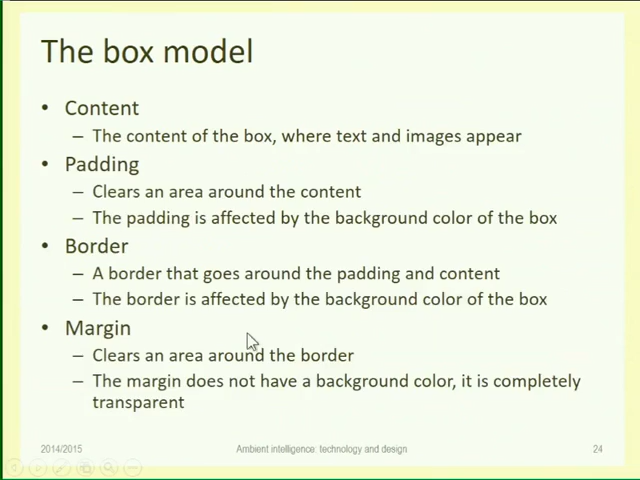 The box model
• Content
– The content of the box, where text and images appear
• Padding
– Clears an area around the content
– The padding is affected by the background color of the box
• Border
– A border that goes around the padding and content
– The border is affected by the background color of the box
• Margin
– Clears an area around the border
– The margin does not have a background color, it is completely
transparent
2014/2015 Ambient intelligence: technology and design 24